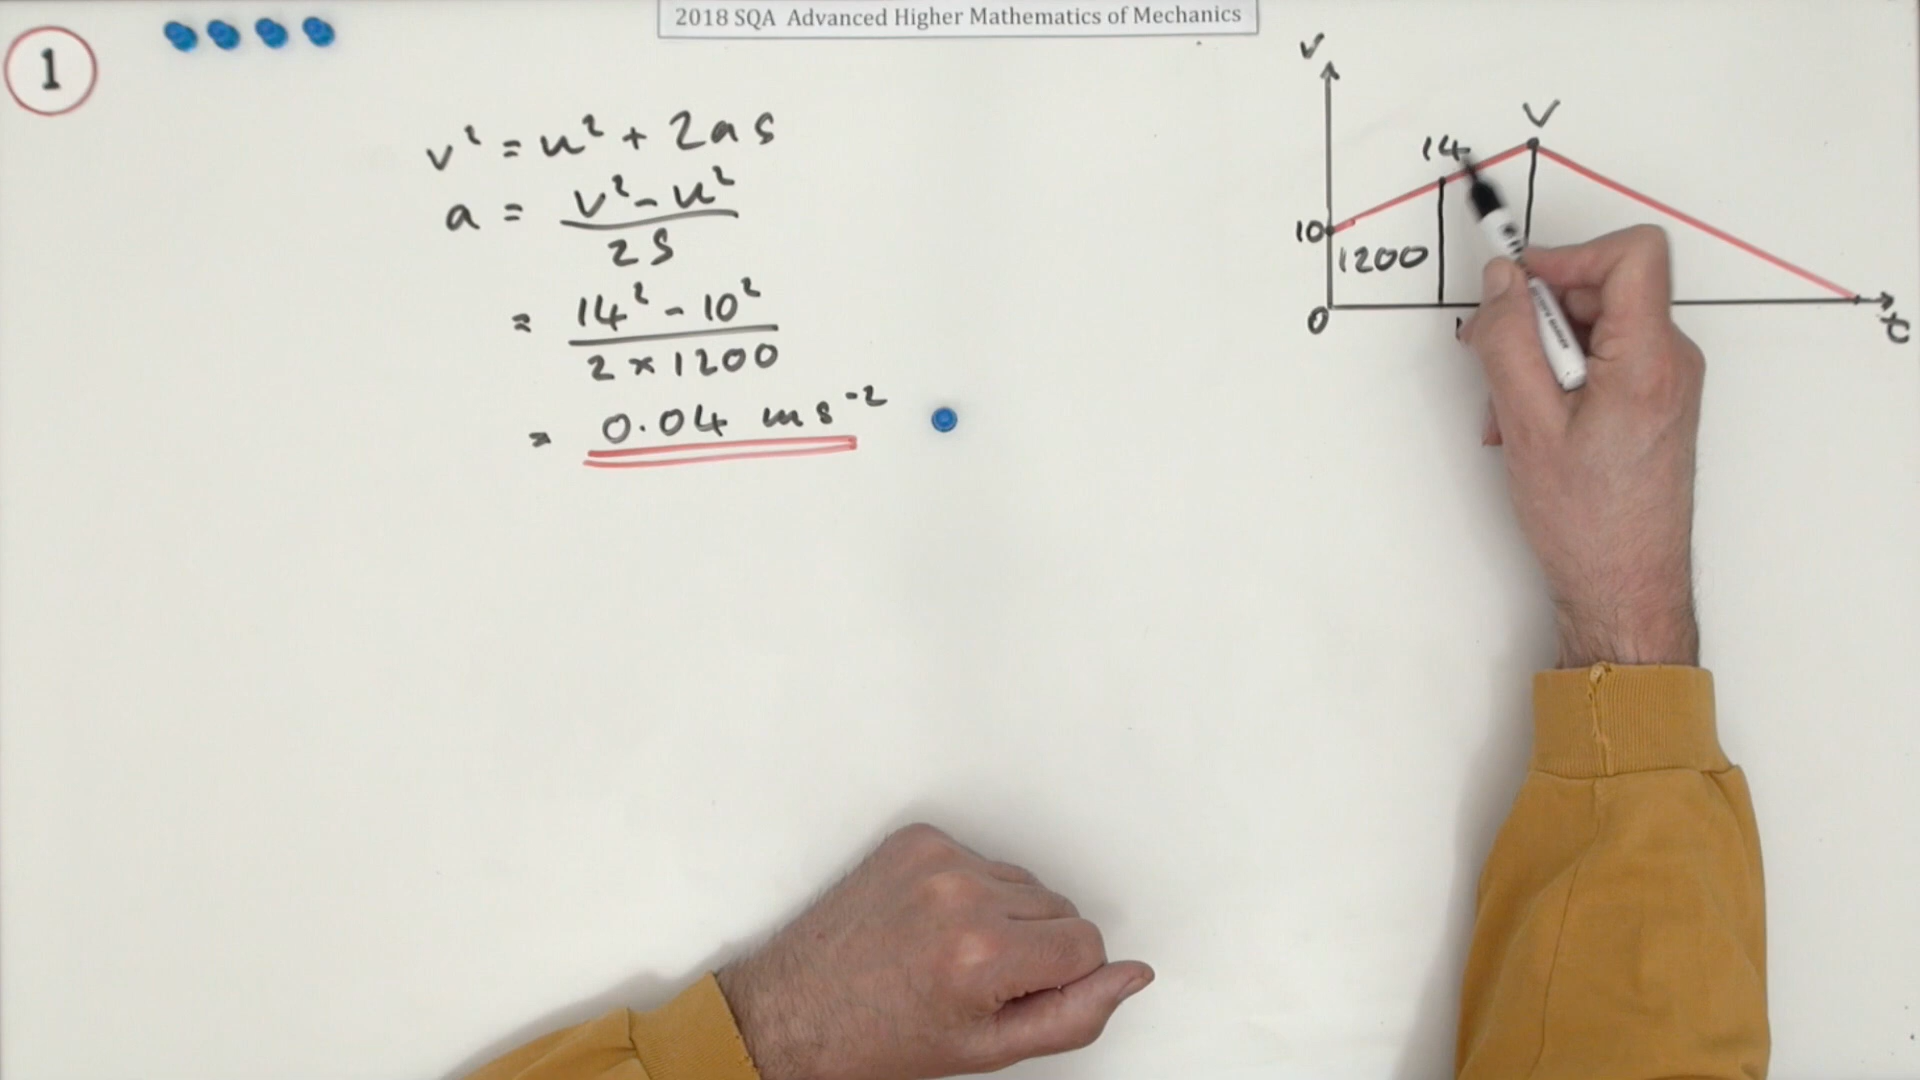 2018 SQA Advanced Higher Mathematics of Mechanics
1
v² = u² + 2as
a = v² - u² / 2s
= 14² - 10² / 2 × 1200
= 0.04 ms⁻²
v
V
14
10
1200
0
t